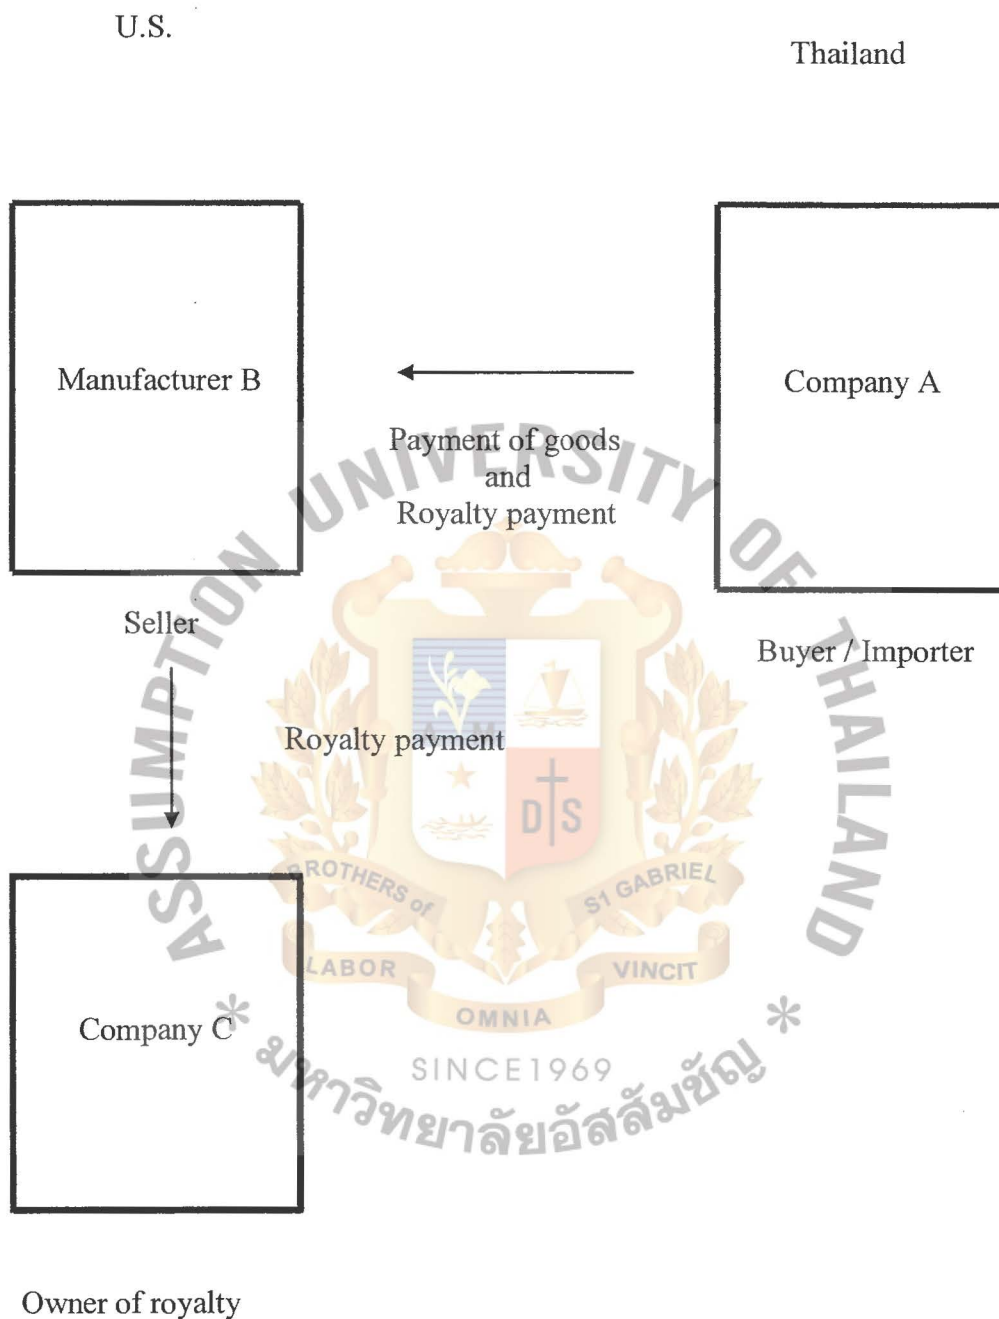 U.S.
Thailand
Manufacturer B
Company A
Payment of goods
and
Royalty payment
Seller
Buyer / Importer
Royalty payment
Company C
Owner of royalty
ASSUMPTION UNIVERSITY OF THAILAND
A M
D S
BROTHERS of
S1 GABRIEL
LABOR
OMNIA
VINCIT
SINCE1969
* มหาวิทยาลัยอัสสัมชัญ *